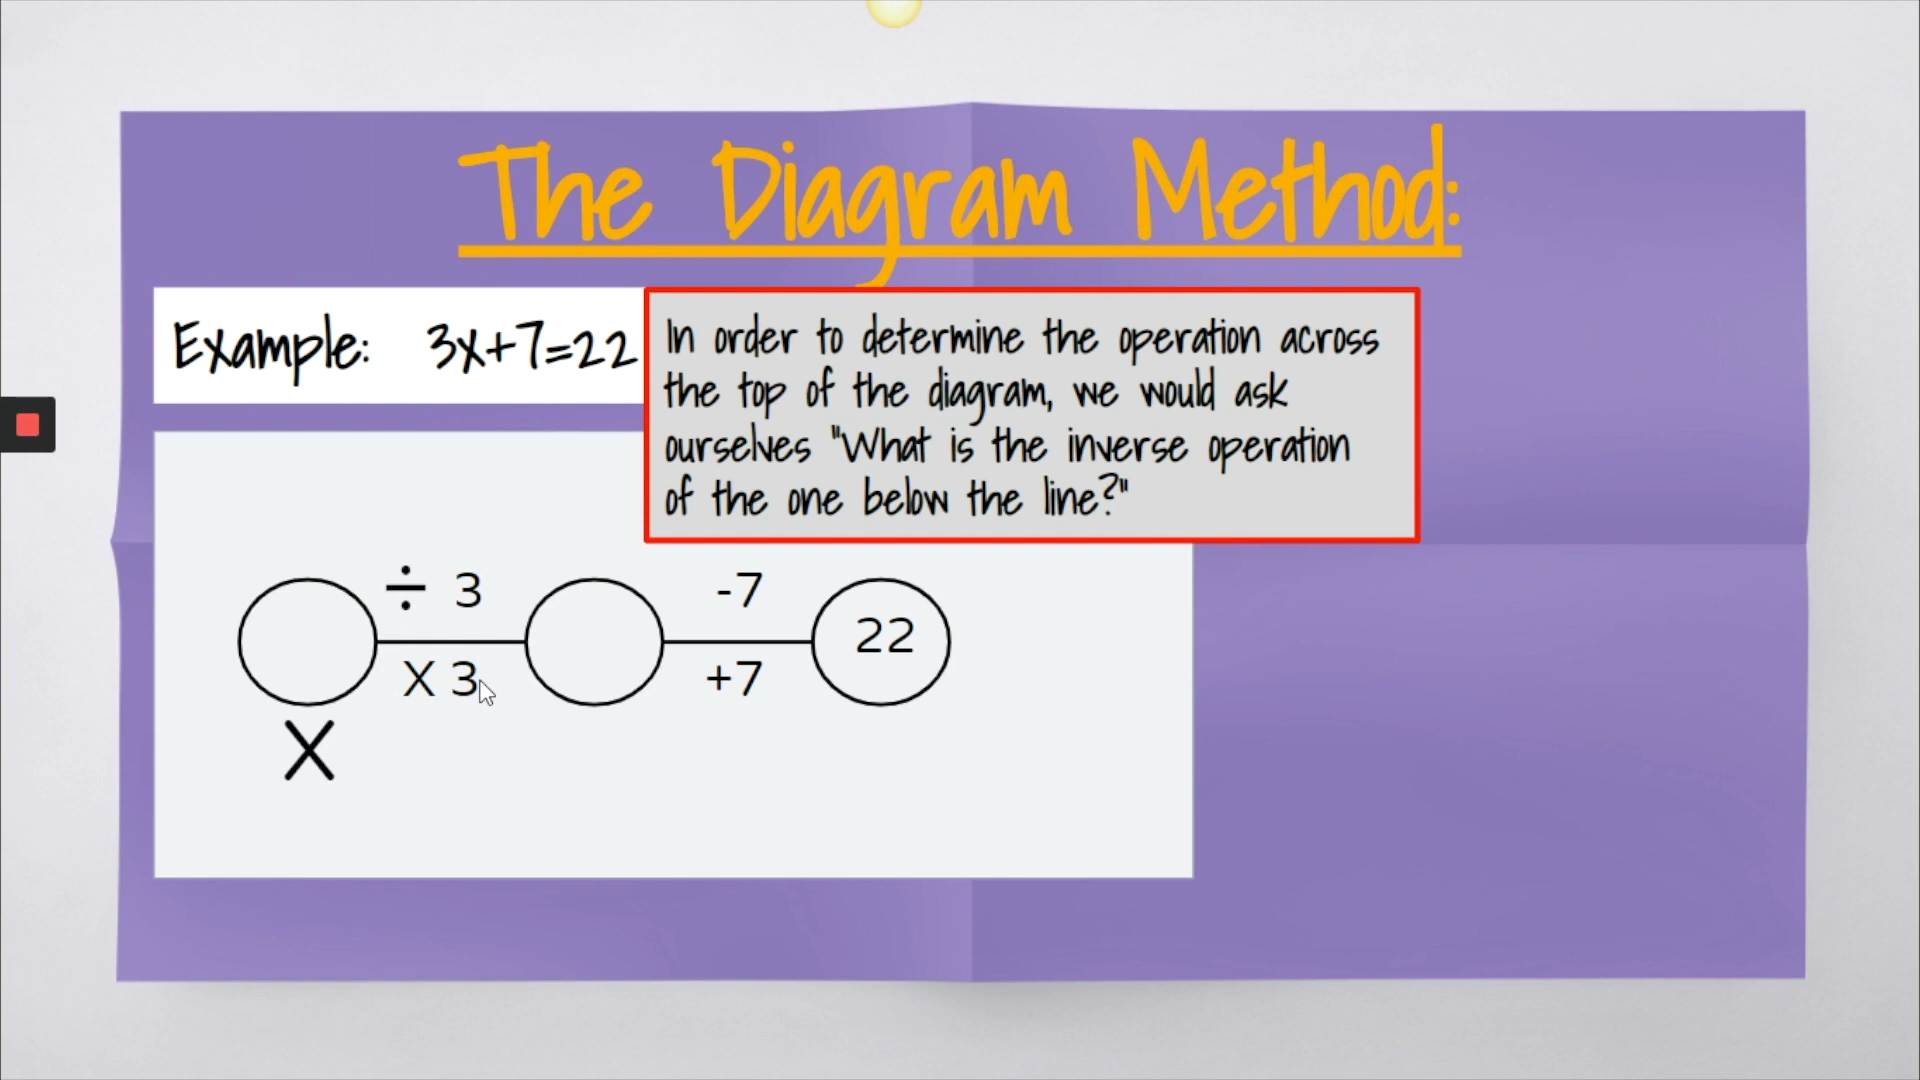 The Diagram Method:
Example: 3x+7=22
In order to determine the operation across
the top of the diagram, we would ask
ourselves "What is the inverse operation
of the one below the line?"
÷ 3 -7
22
X 3 +7
X